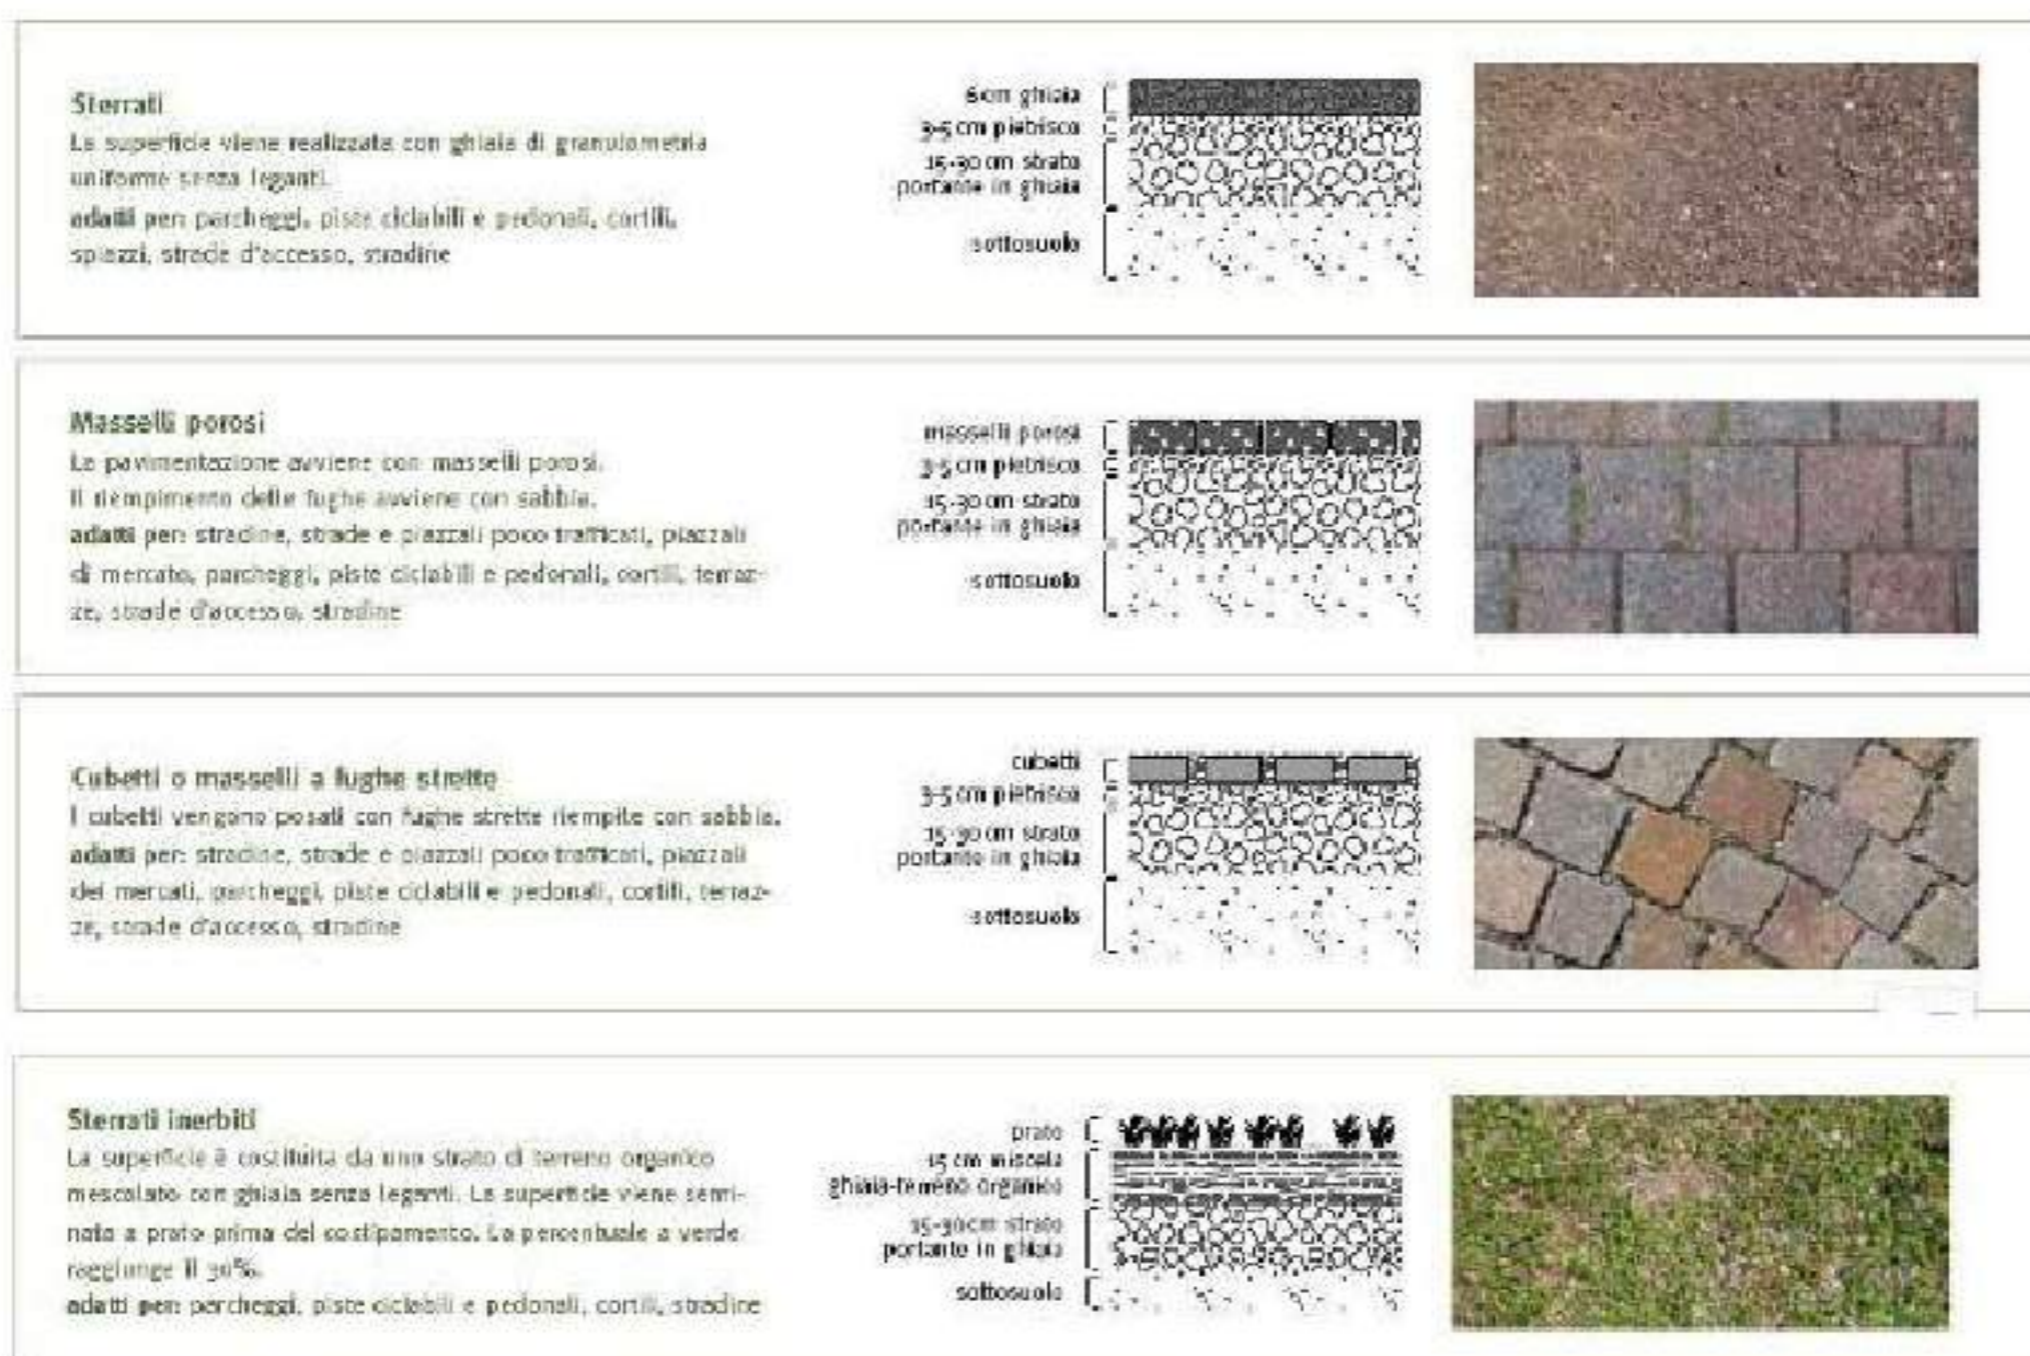 Sterrati
La superficie viene realizzata con ghiaia di granulometria
uniforme senza leganti.
adatti per: parcheggi, piste ciclabili e pedonali, cortili,
spiazzi, strade d'accesso, stradine
6 cm ghiaia
3-5 cm pietrisco
15-30 cm strato
portante in ghiaia
sottosuolo
Masselli porosi
La pavimentazione avviene con masselli porosi.
Il riempimento delle fughe avviene con sabbia.
adatti per: stradine, strade e piazzali poco trafficati, piazzali
di mercato, parcheggi, piste ciclabili e pedonali, cortili, terraz-
ze, strade d'accesso, stradine
masselli porosi
3-5 cm pietrisco
15-30 cm strato
portante in ghiaia
sottosuolo
Cubetti o masselli a fughe strette
I cubetti vengono posati con fughe strette riempite con sabbia.
adatti per: stradine, strade e piazzali poco trafficati, piazzali
dei mercati, parcheggi, piste ciclabili e pedonali, cortili, terraz-
ze, strade d'accesso, stradine
cubetti
3-5 cm pietrisco
15-30 cm strato
portante in ghiaia
sottosuolo
Sterrati inerbiti
La superficie è costituita da uno strato di terreno organico
mescolato con ghiaia senza leganti. La superficie viene semi-
nata a prato prima del costipamento. La percentuale a verde
raggiunge il 30%.
adatti per: parcheggi, piste ciclabili e pedonali, cortili, stradine
prato
15 cm miscela
ghiaia-terreno organico
15-30cm strato
portante in ghiaia
sottosuolo